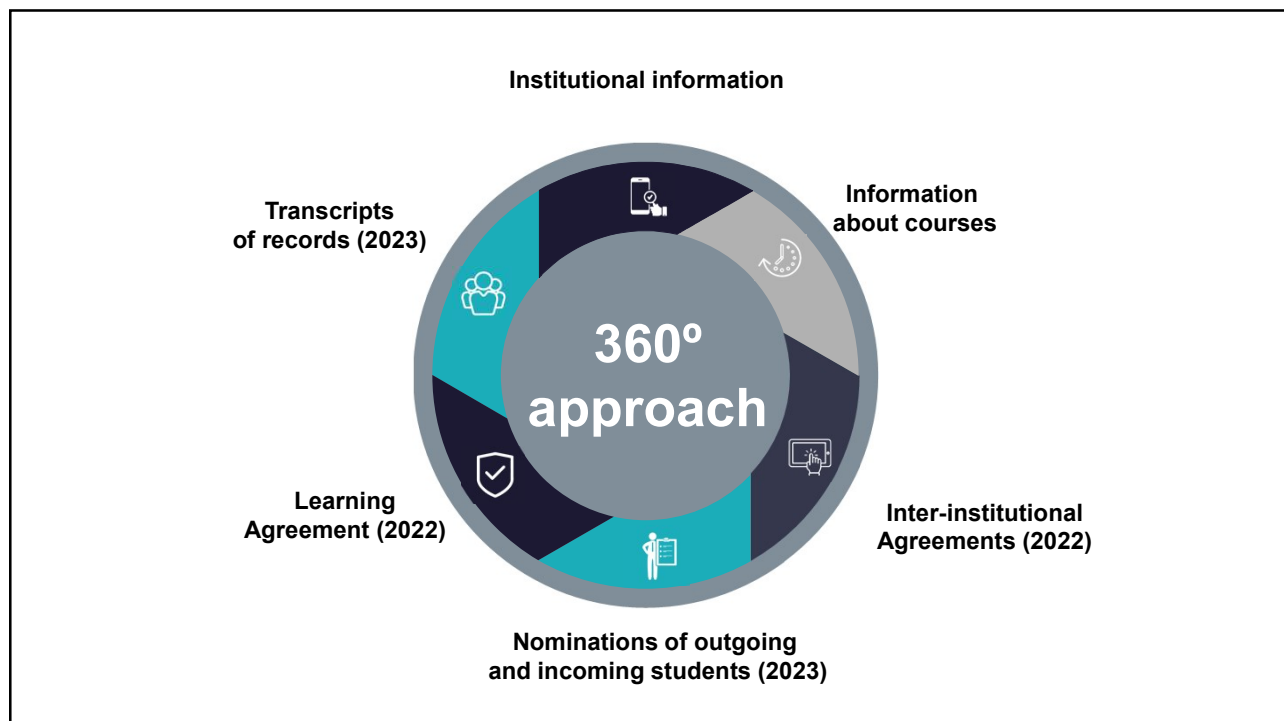 Institutional information
Information
about courses
Inter-institutional
Agreements (2022)
Nominations of outgoing
and incoming students (2023)
Learning
Agreement (2022)
Transcripts
of records (2023)
360º
approach